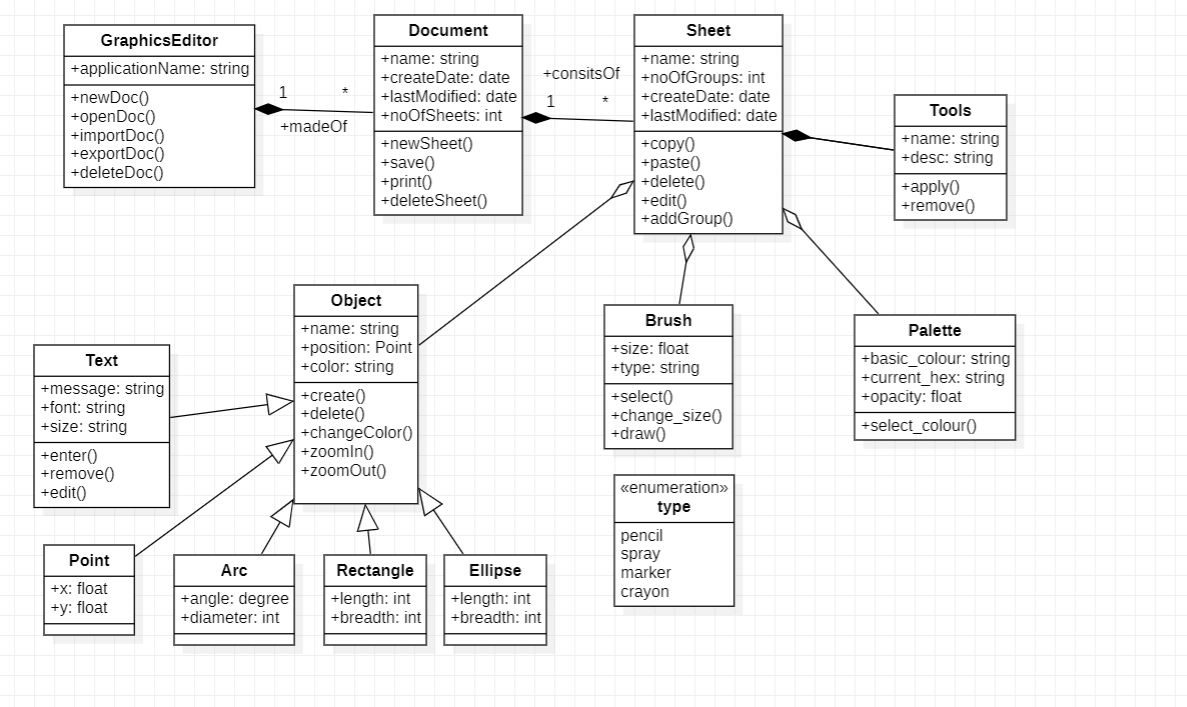 GraphicsEditor
+applicationName: string
+newDoc()
+openDoc()
+importDoc()
+exportDoc()
+deleteDoc()
1
*
+madeOf
Document
+name: string
+createDate: date
+lastModified: date
+noOfSheets: int
+newSheet()
+save()
+print()
+deleteSheet()
+consitsOf
1
*
Sheet
+name: string
+noOfGroups: int
+createDate: date
+lastModified: date
+copy()
+paste()
+delete()
+edit()
+addGroup()
Tools
+name: string
+desc: string
+apply()
+remove()
Object
+name: string
+position: Point
+color: string
+create()
+delete()
+changeColor()
+zoomIn()
+zoomOut()
Brush
+size: float
+type: string
+select()
+change_size()
+draw()
Palette
+basic_colour: string
+current_hex: string
+opacity: float
+select_colour()
Text
+message: string
+font: string
+size: string
+enter()
+remove()
+edit()
«enumeration»
type
pencil
spray
marker
crayon
Point
+x: float
+y: float
Arc
+angle: degree
+diameter: int
Rectangle
+length: int
+breadth: int
Ellipse
+length: int
+breadth: int